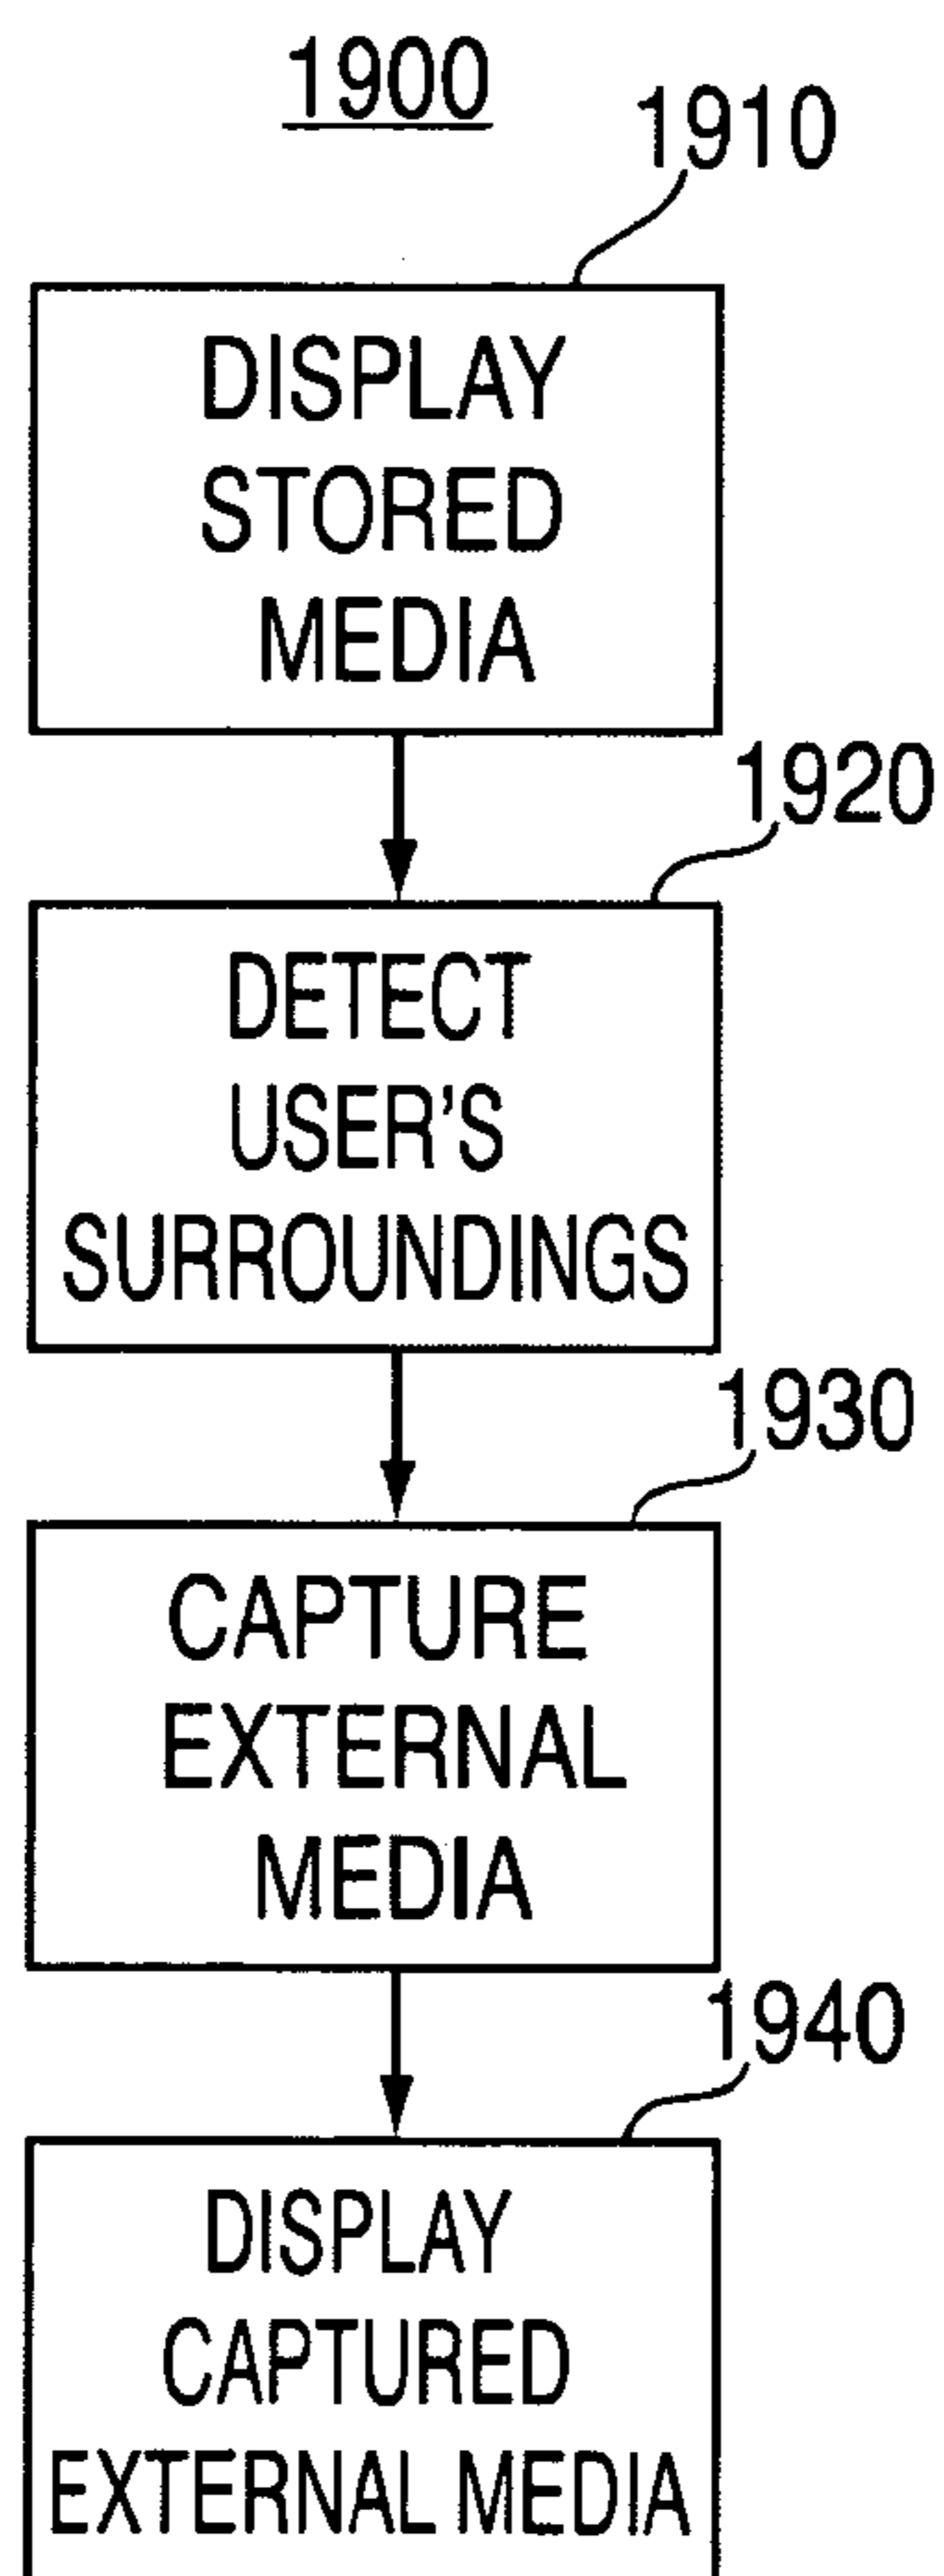 1900
1910
DISPLAY
STORED
MEDIA
1920
DETECT
USER'S
SURROUNDINGS
1930
CAPTURE
EXTERNAL
MEDIA
1940
DISPLAY
CAPTURED
EXTERNAL MEDIA